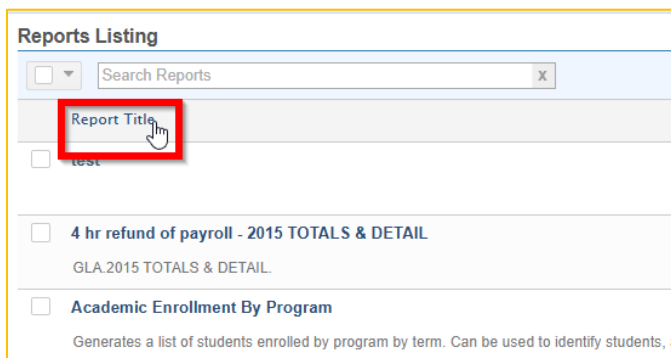 Reports Listing
Search Reports
X
Report Title
test
4 hr refund of payroll - 2015 TOTALS & DETAIL
GLA.2015 TOTALS & DETAIL.
Academic Enrollment By Program
Generates a list of students enrolled by program by term. Can be used to identify students,